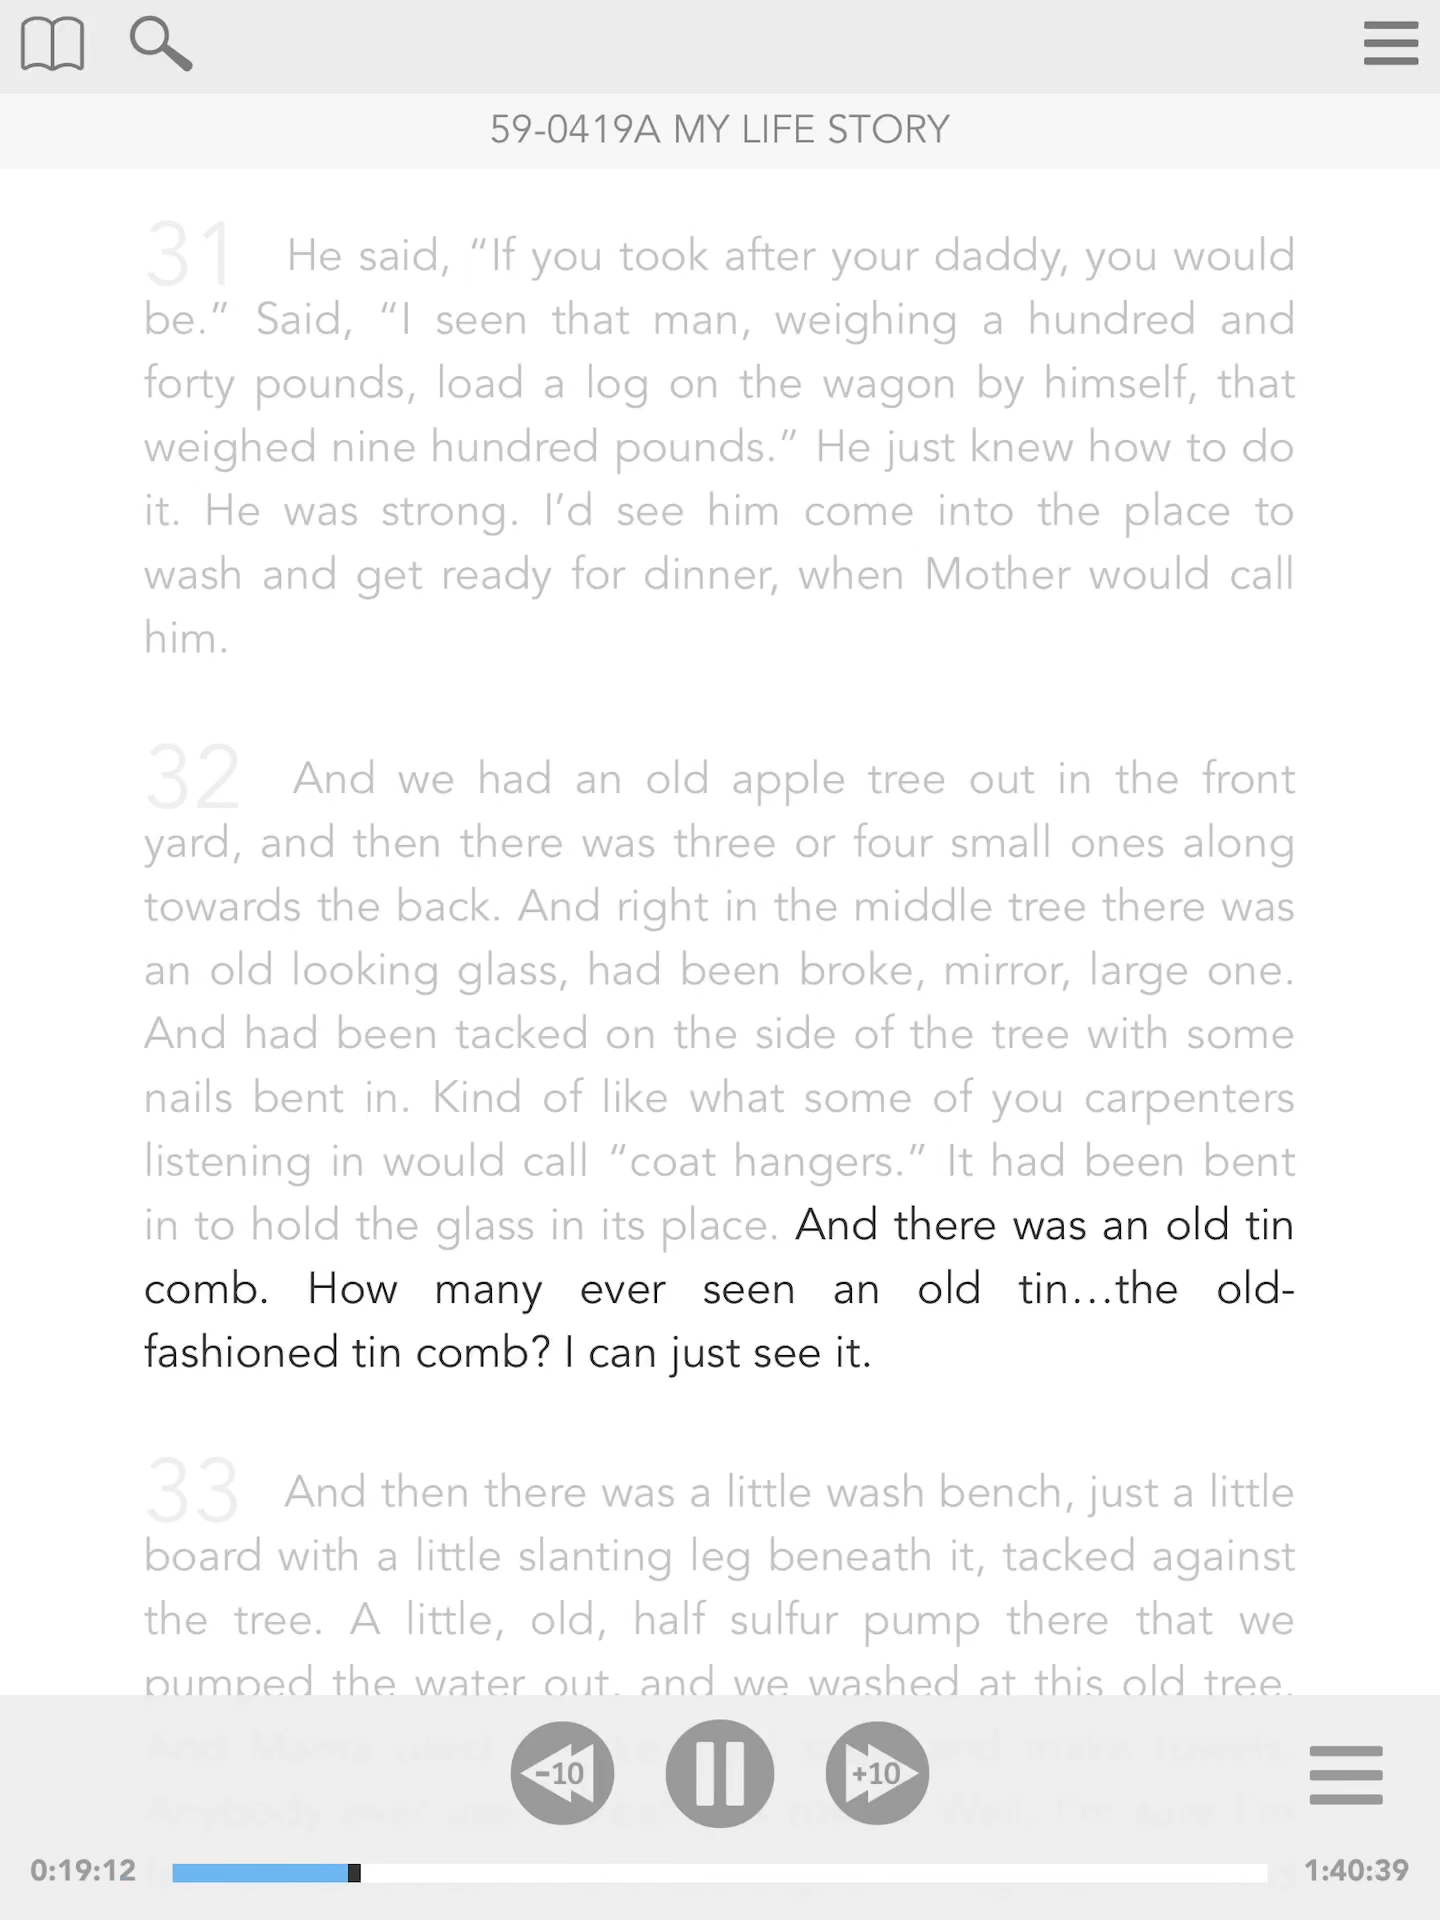 59-0419A MY LIFE STORY
31 He said, “If you took after your daddy, you would
be.” Said, “I seen that man, weighing a hundred and
forty pounds, load a log on the wagon by himself, that
weighed nine hundred pounds.” He just knew how to do
it. He was strong. I’d see him come into the place to
wash and get ready for dinner, when Mother would call
him.
32 And we had an old apple tree out in the front
yard, and then there was three or four small ones along
towards the back. And right in the middle tree there was
an old looking glass, had been broke, mirror, large one.
And had been tacked on the side of the tree with some
nails bent in. Kind of like what some of you carpenters
listening in would call “coat hangers.” It had been bent
in to hold the glass in its place. And there was an old tin
comb. How many ever seen an old tin…the old-
fashioned tin comb? I can just see it.
33 And then there was a little wash bench, just a little
board with a little slanting leg beneath it, tacked against
the tree. A little, old, half sulfur pump there that we
pumped the water out, and we washed at this old tree.
And Mama used and make towels.
Anybody ever Well, I’m sure I’m
-10 +10
0:19:12 1:40:39